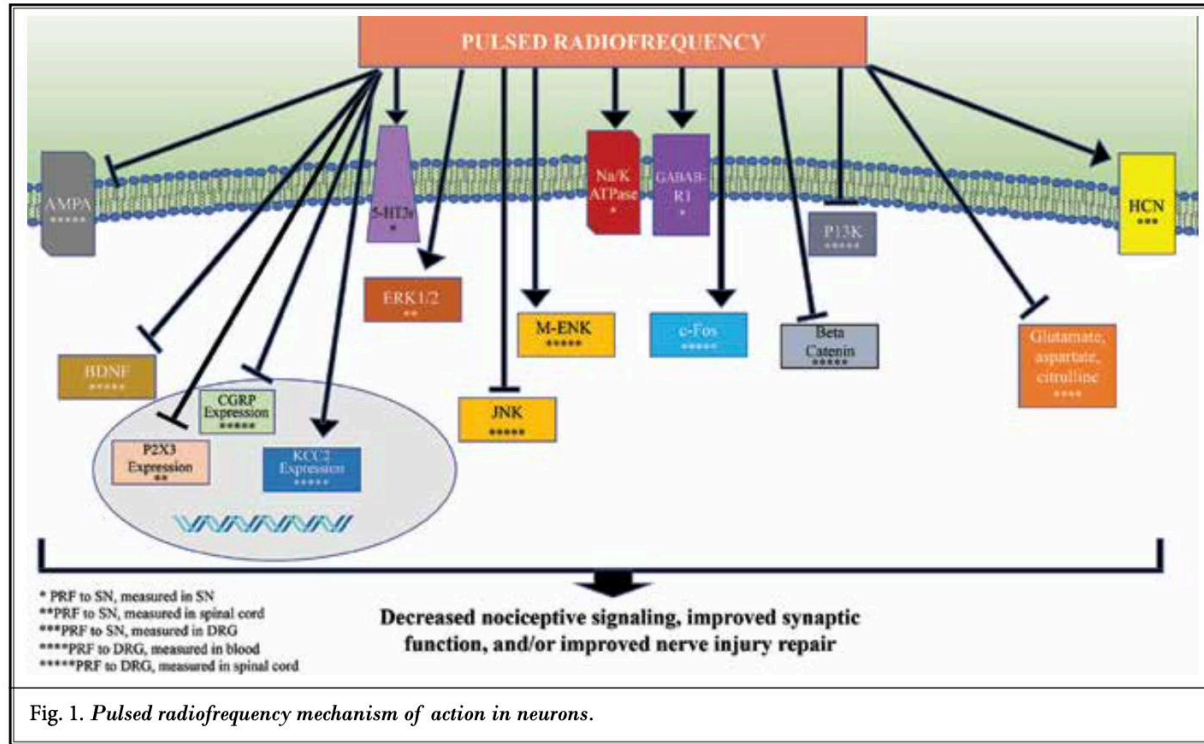 PULSED RADIOFREQUENCY
AMPA
*****
5-HT3r
*
Na/K
ATPase
*
GABAB-
R1
*
P13K
*****
HCN
***
ERK1/2
**
M-ENK
*****
c-Fos
*****
Beta
Catenin
*****
Glutamate,
aspartate,
citrulline
****
BDNF
*****
CGRP
Expression
*****
JNK
*****
P2X3
Expression
**
KCC2
Expression
*****
* PRF to SN, measured in SN
**PRF to SN, measured in spinal cord
***PRF to SN, measured in DRG
****PRF to DRG, measured in blood
*****PRF to DRG, measured in spinal cord
Decreased nociceptive signaling, improved synaptic
function, and/or improved nerve injury repair
Fig. 1. Pulsed radiofrequency mechanism of action in neurons.